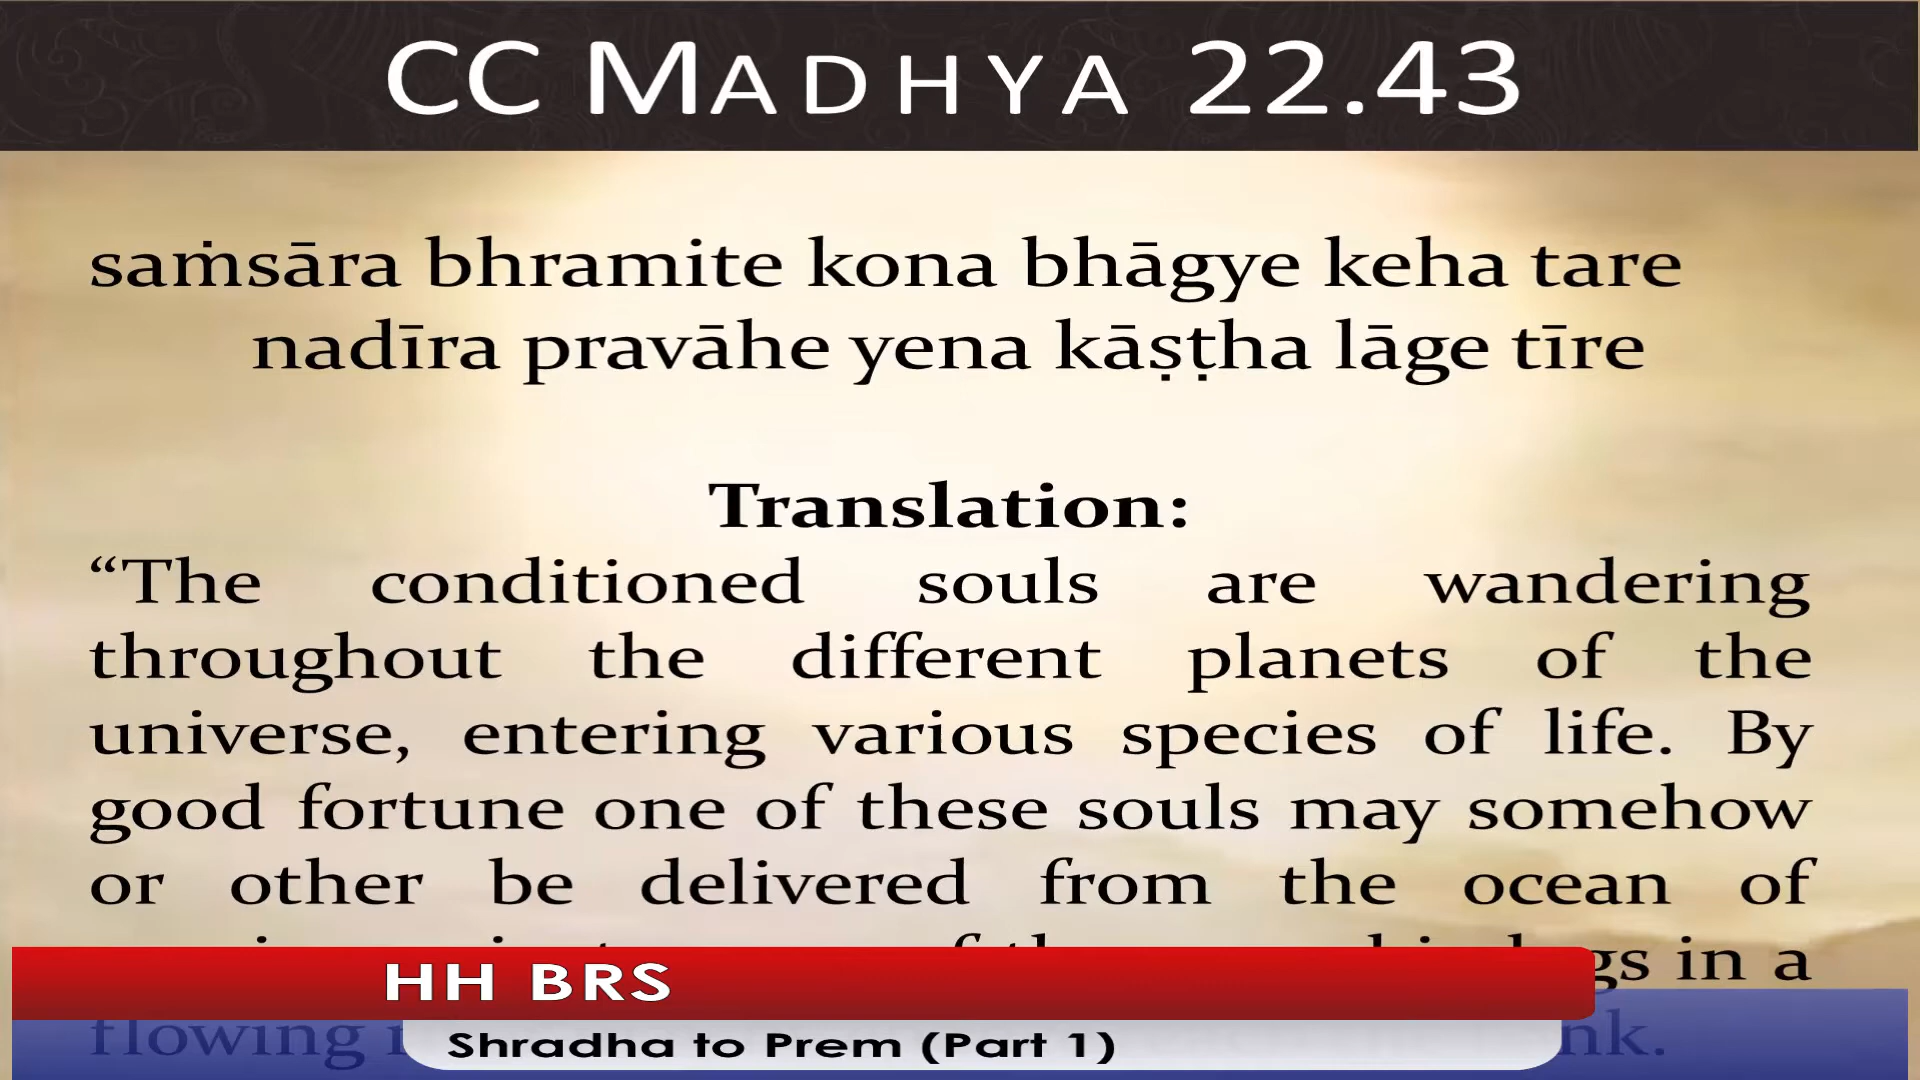 CC MADHYA 22.43
saṁsāra bhramite kona bhāgye keha tare
nadīra pravāhe yena kāṣṭha lāge tīre
Translation:
“The conditioned souls are wandering
throughout the different planets of the
universe, entering various species of life. By
good fortune one of these souls may somehow
or other be delivered from the ocean of
in a
flowing
HH BRS
Shradha to Prem (Part 1)